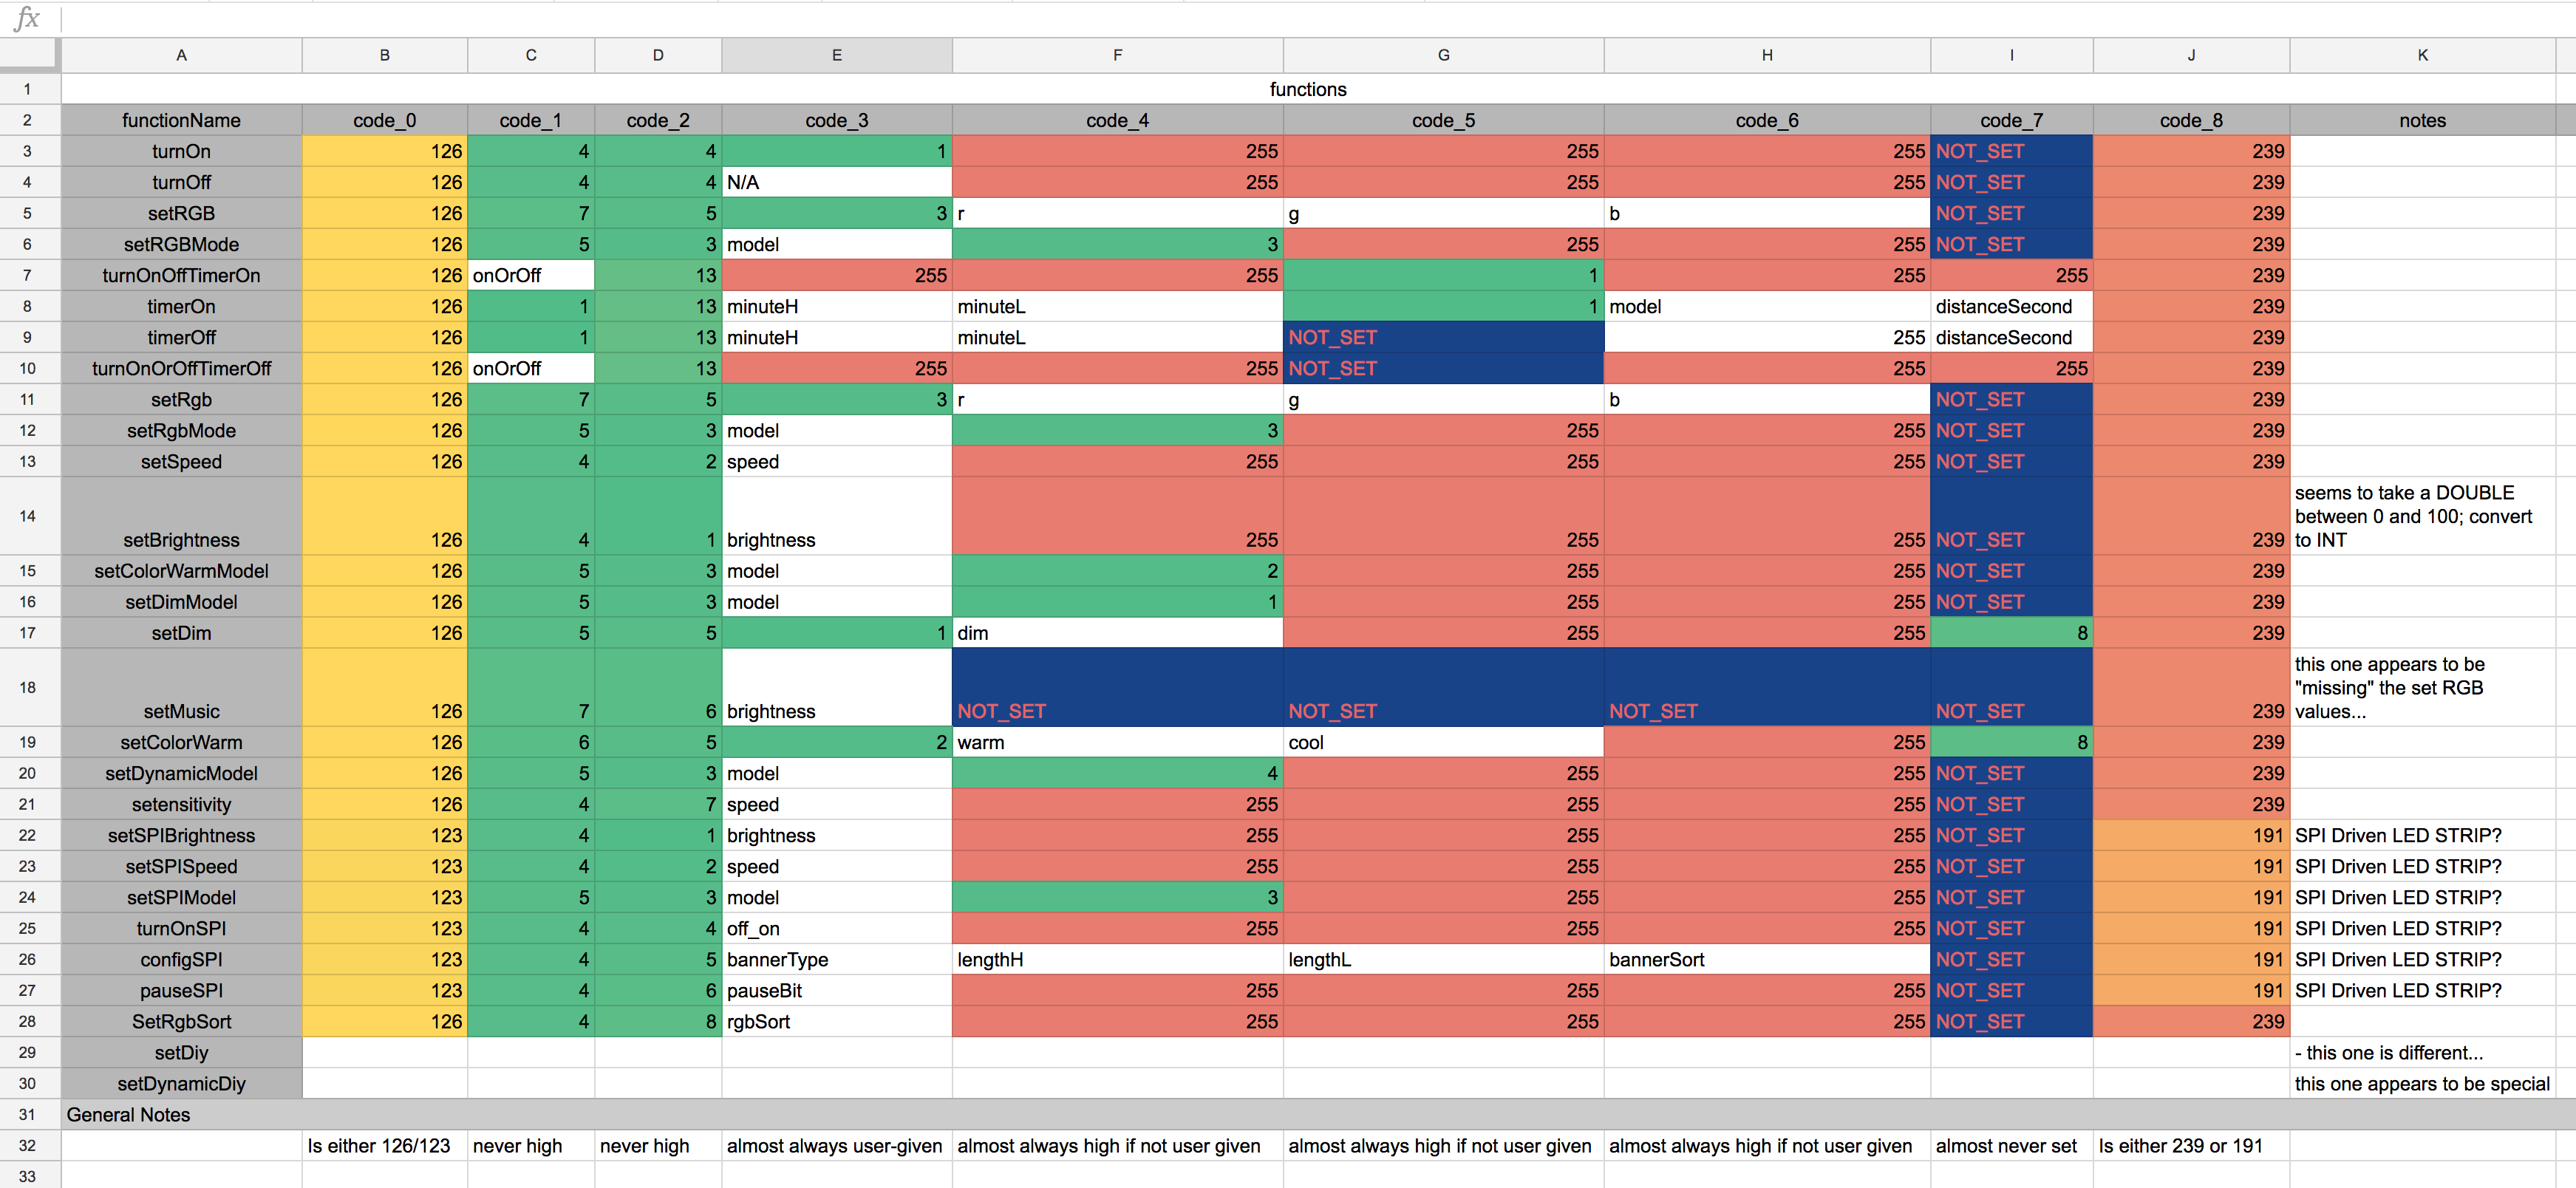 fx
A B C D E F G H I J K
1 functions
2 functionName code_0 code_1 code_2 code_3 code_4 code_5 code_6 code_7 code_8 notes
3 turnOn 126 4 4 1 255 255 255 NOT_SET 239
4 turnOff 126 4 4 N/A 255 255 255 NOT_SET 239
5 setRGB 126 7 5 3 r g b NOT_SET 239
6 setRGBMode 126 5 3 model 3 255 255 NOT_SET 239
7 turnOnOffTimerOn 126 onOrOff 13 255 255 1 255 255 239
8 timerOn 126 1 13 minuteH minuteL 1 model distanceSecond 239
9 timerOff 126 1 13 minuteH minuteL NOT_SET 255 distanceSecond 239
10 turnOnOrOffTimerOff 126 onOrOff 13 255 255 NOT_SET 255 255 239
11 setRgb 126 7 5 3 r g b NOT_SET 239
12 setRgbMode 126 5 3 model 3 255 255 NOT_SET 239
13 setSpeed 126 4 2 speed 255 255 255 NOT_SET 239
seems to take a DOUBLE
14 between 0 and 100; convert
setBrightness 126 4 1 brightness 255 255 255 NOT_SET 239 to INT
15 setColorWarmModel 126 5 3 model 2 255 255 NOT_SET 239
16 setDimModel 126 5 3 model 1 255 255 NOT_SET 239
17 setDim 126 5 5 1 dim 255 255 8 239
this one appears to be
18 "missing" the set RGB
setMusic 126 7 6 brightness NOT_SET NOT_SET NOT_SET NOT_SET 239 values...
19 setColorWarm 126 6 5 2 warm cool 255 8 239
20 setDynamicModel 126 5 3 model 4 255 255 NOT_SET 239
21 setensitivity 126 4 7 speed 255 255 255 NOT_SET 239
22 setSPIBrightness 123 4 1 brightness 255 255 255 NOT_SET 191 SPI Driven LED STRIP?
23 setSPISpeed 123 4 2 speed 255 255 255 NOT_SET 191 SPI Driven LED STRIP?
24 setSPIModel 123 5 3 model 3 255 255 NOT_SET 191 SPI Driven LED STRIP?
25 turnOnSPI 123 4 4 off_on 255 255 255 NOT_SET 191 SPI Driven LED STRIP?
26 configSPI 123 4 5 bannerType lengthH lengthL bannerSort NOT_SET 191 SPI Driven LED STRIP?
27 pauseSPI 123 4 6 pauseBit 255 255 255 NOT_SET 191 SPI Driven LED STRIP?
28 SetRgbSort 126 4 8 rgbSort 255 255 255 NOT_SET 239
29 setDiy - this one is different...
30 setDynamicDiy this one appears to be special
31 General Notes
32 Is either 126/123 never high never high almost always user-given almost always high if not user given almost always high if not user given almost always high if not user given almost never set Is either 239 or 191
33